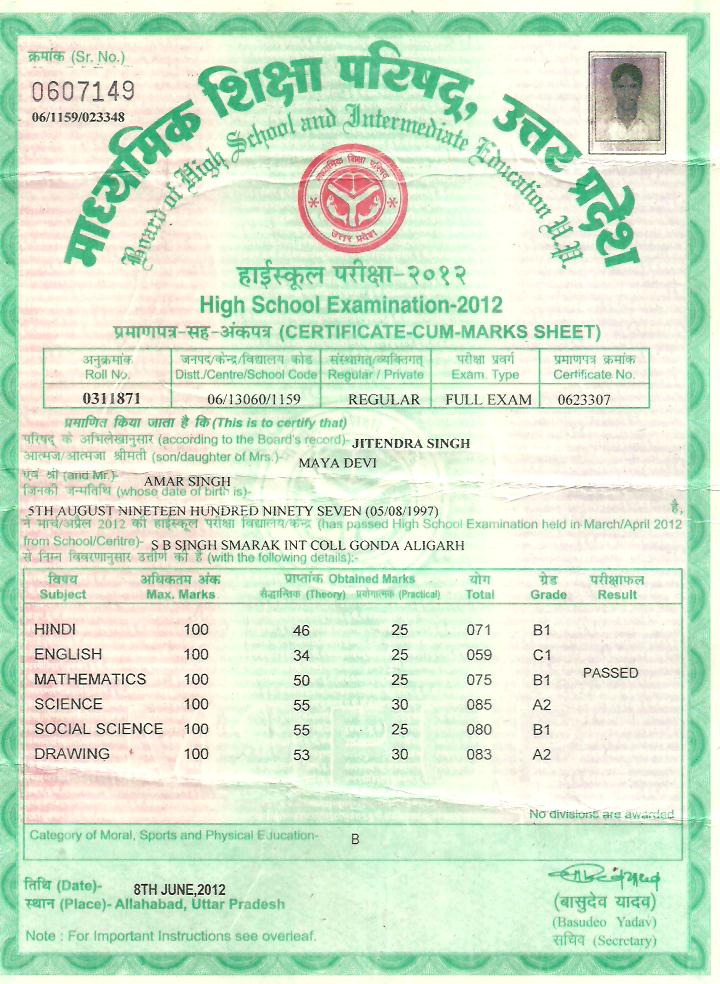 क्रमांक (Sr. No.)
0607149
06/1159/023348
माध्यमिक शिक्षा परिषद्, उत्तर प्रदेश
Board of High School and Intermediate Education U.P.
माध्यमिक शिक्षा परिषद्
उत्तर प्रदेश
हाईस्कूल परीक्षा-२०१२
High School Examination-2012
प्रमाणपत्र-सह-अंकपत्र (CERTIFICATE-CUM-MARKS SHEET)
अनुक्रमांक जनपद/केन्द्र/विद्यालय कोड संस्थागत/व्यक्तिगत् परीक्षा प्रवर्ग प्रमाणपत्र क्रमांक
Roll No. Distt./Centre/School Code Regular / Private Exam. Type Certificate No.
0311871 06/13060/1159 REGULAR FULL EXAM 0623307
प्रमाणित किया जाता है कि (This is to certify that)
परिषद् के अभिलेखानुसार (according to the Board's record)- JITENDRA SINGH
आत्मज/आत्मजा श्रीमती (son/daughter of Mrs.)- MAYA DEVI
एवं श्री (and Mr.)- AMAR SINGH
जिनकी जन्मतिथि (whose date of birth is)-
5TH AUGUST NINETEEN HUNDRED NINETY SEVEN (05/08/1997) है,
ने मार्च/अप्रैल 2012 की हाईस्कूल परीक्षा विद्यालय/केन्द्र (has passed High School Examination held in March/April 2012
from School/Centre)- S B SINGH SMARAK INT COLL GONDA ALIGARH
से निम्न विवरणानुसार उत्तीर्ण की है (with the following details):-
विषय अधिकतम अंक प्राप्तांक Obtained Marks योग ग्रेड परीक्षाफल
Subject Max. Marks सैद्धान्तिक (Theory) प्रयोगात्मक (Practical) Total Grade Result
HINDI 100 46 25 071 B1
ENGLISH 100 34 25 059 C1
MATHEMATICS 100 50 25 075 B1 PASSED
SCIENCE 100 55 30 085 A2
SOCIAL SCIENCE 100 55 25 080 B1
DRAWING 100 53 30 083 A2
No divisions are awarded
Category of Moral, Sports and Physical Education- B
तिथि (Date)- 8TH JUNE,2012
स्थान (Place)- Allahabad, Uttar Pradesh
(बासुदेव यादव)
(Basudeo Yadav)
सचिव (Secretary)
Note : For Important Instructions see overleaf.